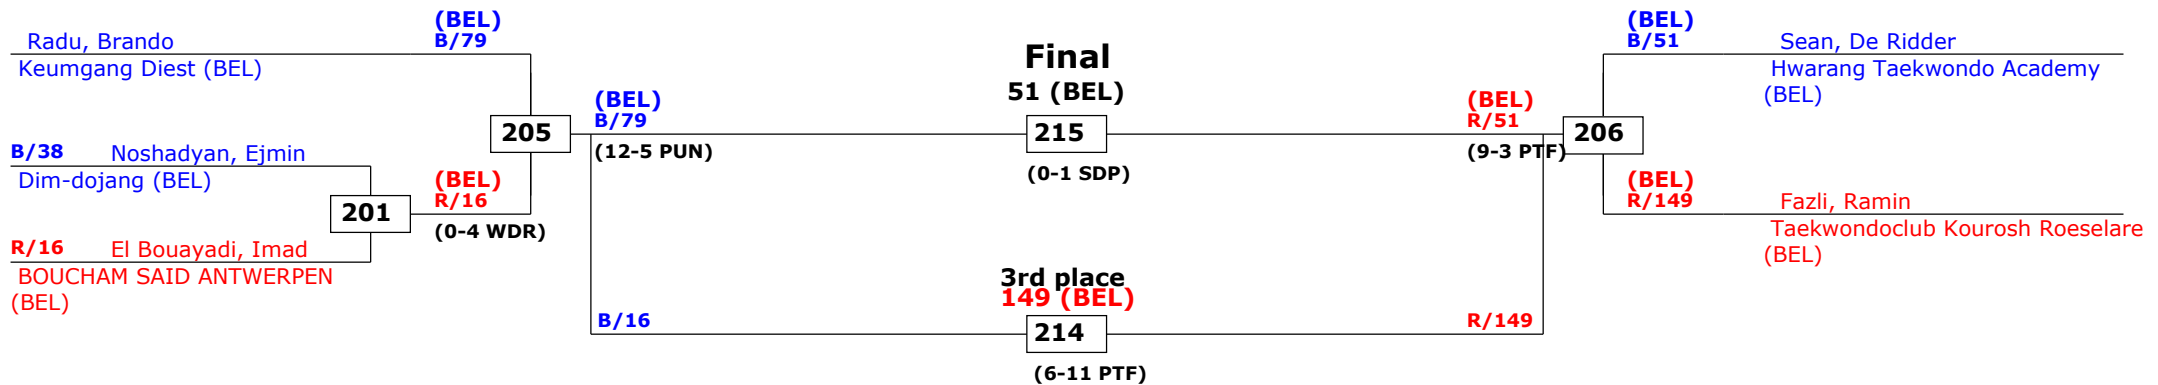 (BEL)
B/79
Radu, Brando
Keumgang Diest (BEL)
B/38 Noshadyan, Ejmin
Dim-dojang (BEL)
R/16 El Bouayadi, Imad
BOUCHAM SAID ANTWERPEN
(BEL)
201
(BEL)
R/16
(0-4 WDR)
205
(BEL)
B/79
(12-5 PUN)
Final
51 (BEL)
215
(0-1 SDP)
3rd place
149 (BEL)
B/16
214
R/149
(6-11 PTF)
(BEL)
R/51
(9-3 PTF)
206
(BEL)
B/51
Sean, De Ridder
Hwarang Taekwondo Academy
(BEL)
(BEL)
R/149
Fazli, Ramin
Taekwondoclub Kourosh Roeselare
(BEL)